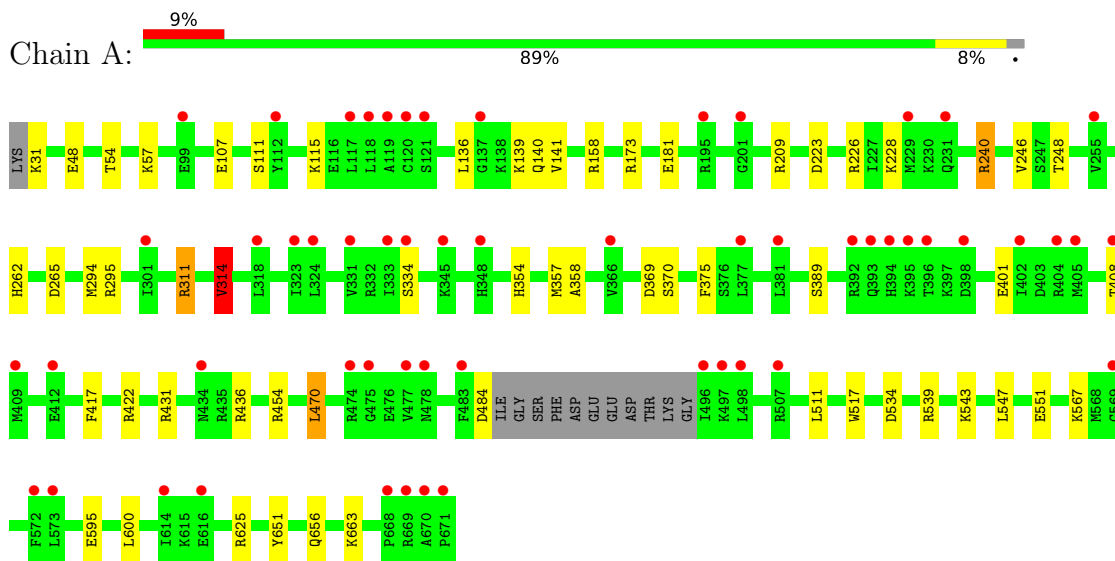 9%
Chain A:
89% 8% •
LYS K31 E48 T54 K57 E99 E107 S111 Y112 K115 E116 L117 L118 A119 C120 S121 L136 G137 K138 K139 Q140 V141 R158 R173 E181 R195 G201 R209 D223 R226 I227 K228 M229 K230 Q231 R240 V246 S247 T248 V255
H262 D265 M294 R295 I301 R311 V314 L318 I323 L324 V331 R332 I333 S334 K345 H348 H354 M357 A358 V366 D369 S370 F375 S376 L377 L381 S389 R392 Q393 H394 K395 T396 K397 D398 E401 I402 D403 R404 M405 T408
M409 E412 F417 R422 R431 N434 R435 R436 R454 L470 R474 G475 E476 V477 N478 F483 D484 ILE GLY SER PHE ASP GLU GLU ASP THR LYS GLY I496 K497 L498 R507 L511 W517 D534 R539 K543 L547 E551 K567 M568 G569
F572 L573 E595 L600 I614 K615 E616 R625 Y651 Q656 K663 P668 R669 A670 P671